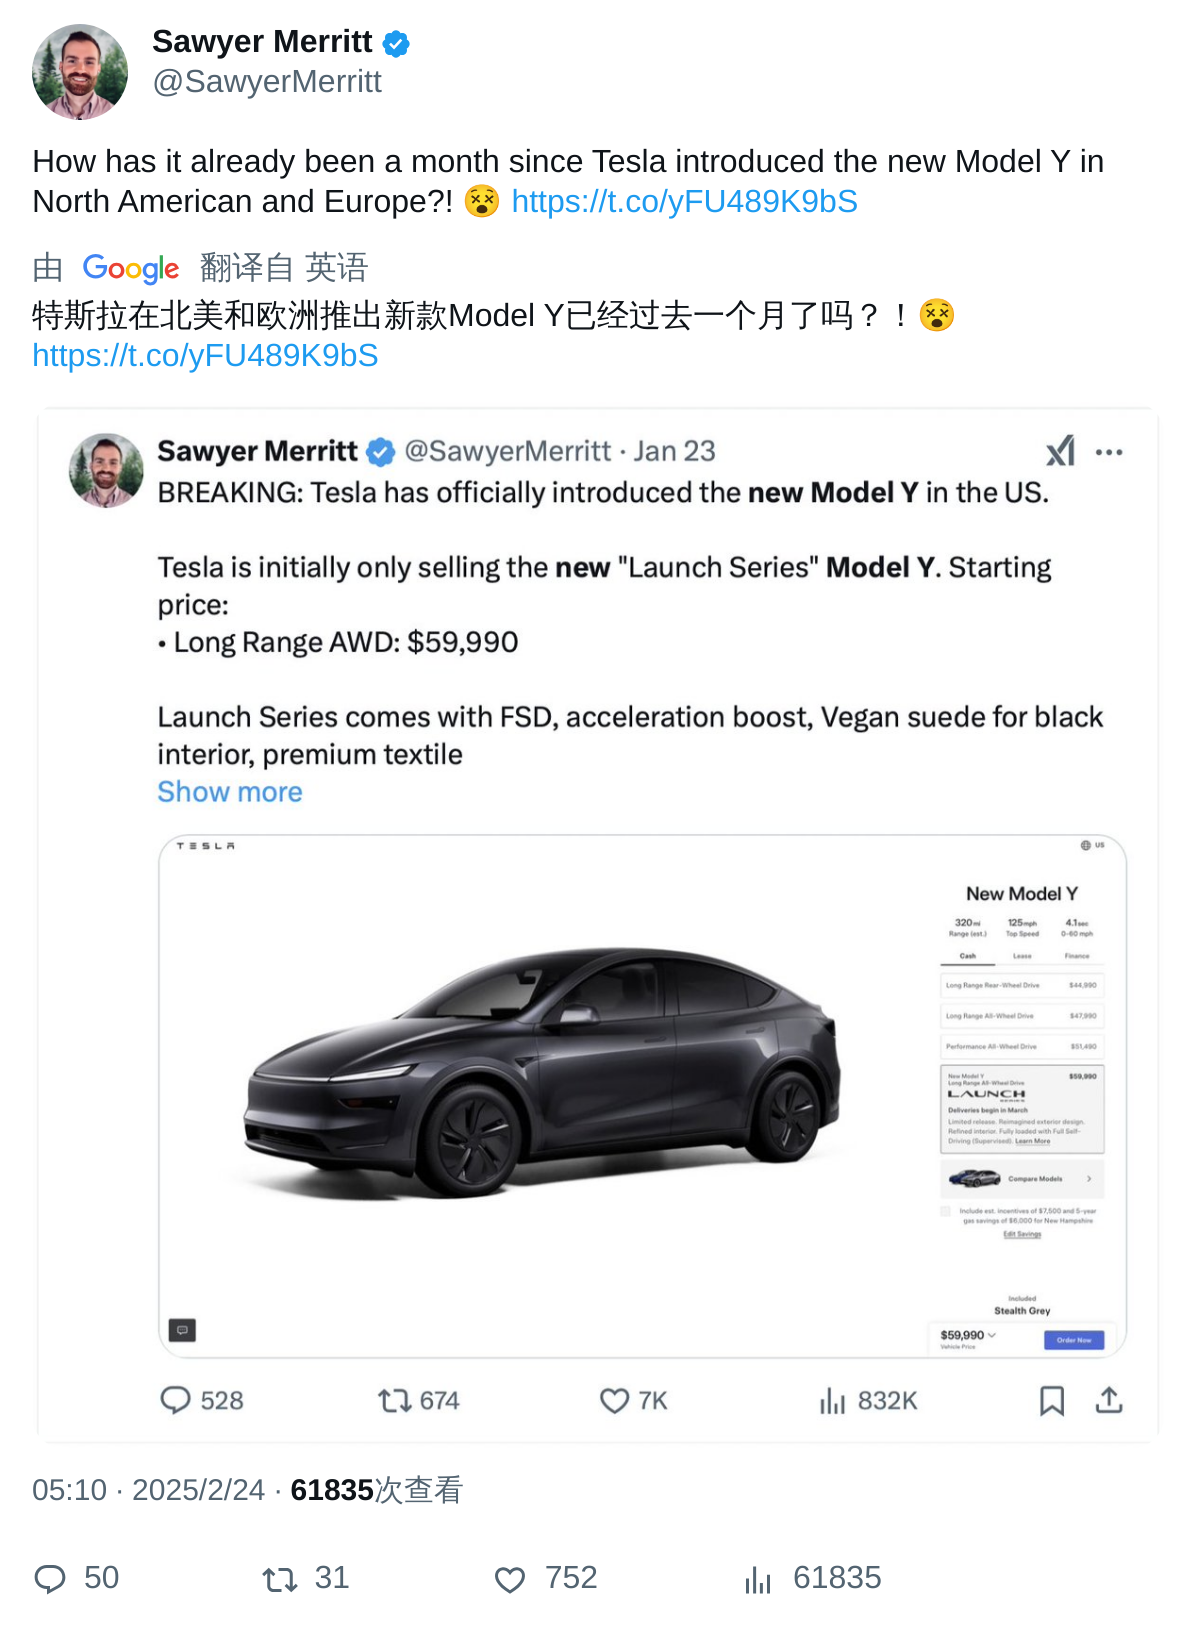 Sawyer Merritt
@SawyerMerritt
How has it already been a month since Tesla introduced the new Model Y in
North American and Europe?! 😵 https://t.co/yFU489K9bS
由 Google 翻译自 英语
特斯拉在北美和欧洲推出新款Model Y已经过去一个月了吗？！😵
https://t.co/yFU489K9bS
Sawyer Merritt @SawyerMerritt · Jan 23
BREAKING: Tesla has officially introduced the new Model Y in the US.
Tesla is initially only selling the new "Launch Series" Model Y. Starting
price:
• Long Range AWD: $59,990
Launch Series comes with FSD, acceleration boost, Vegan suede for black
interior, premium textile
Show more
TESLA
US
New Model Y
320mi 125mph 4.1sec
Range (est.) Top Speed 0-60 mph
Cash Lease Finance
Long Range Rear-Wheel Drive $44,990
Long Range All-Wheel Drive $47,990
Performance All-Wheel Drive $51,490
New Model Y $59,990
Long Range All-Wheel Drive
LAUNCH
SERIES
Deliveries begin in March
Limited release. Reimagined exterior design.
Refined interior. Fully loaded with Full Self-
Driving (Supervised). Learn More
Compare Models
Include est. incentives of $7,500 and 5-year
gas savings of $6,000 for New Hampshire
Edit Savings
Included
Stealth Grey
$59,990
Vehicle Price
Order Now
528 674 7K 832K
05:10 · 2025/2/24 · 61835次查看
50 31 752 61835